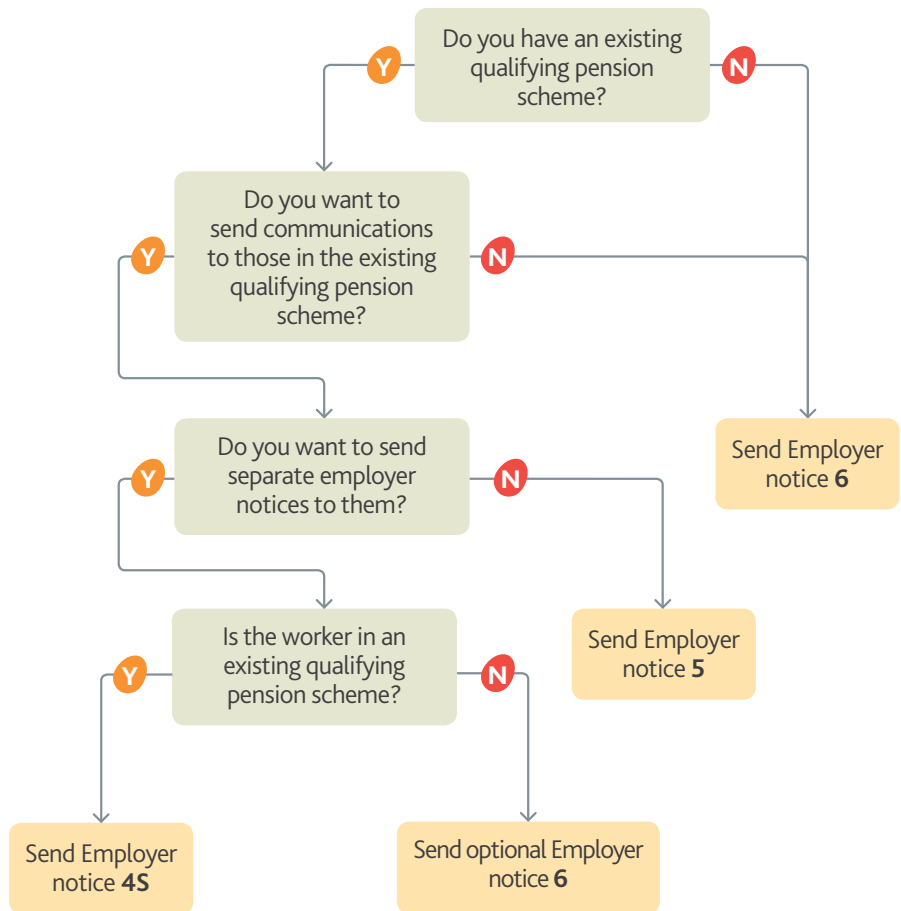 Do you have an existing
qualifying pension
scheme?
Y
N
Do you want to
send communications
to those in the existing
qualifying pension
scheme?
Y
N
Do you want to send
separate employer
notices to them?
Y
N
Send Employer
notice 6
Is the worker in an
existing qualifying
pension scheme?
Y
N
Send Employer
notice 5
Send Employer
notice 4S
Send optional Employer
notice 6